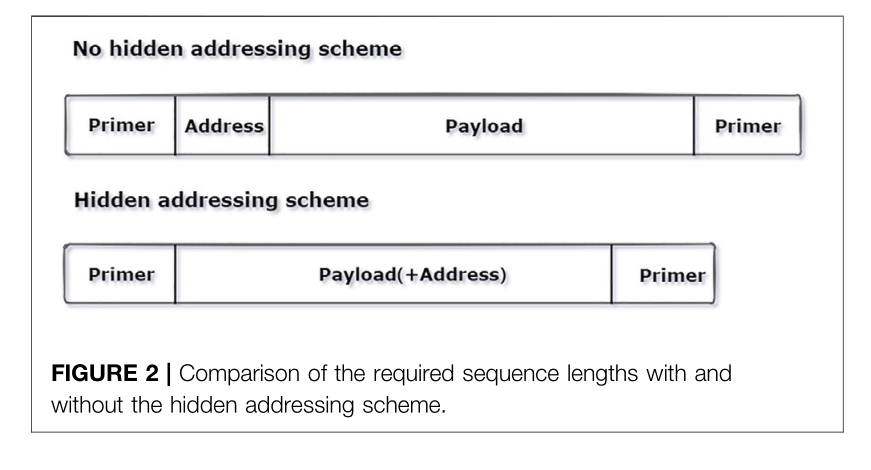 No hidden addressing scheme
Primer Address Payload Primer
Hidden addressing scheme
Primer Payload(+Address) Primer
FIGURE 2 | Comparison of the required sequence lengths with and
without the hidden addressing scheme.